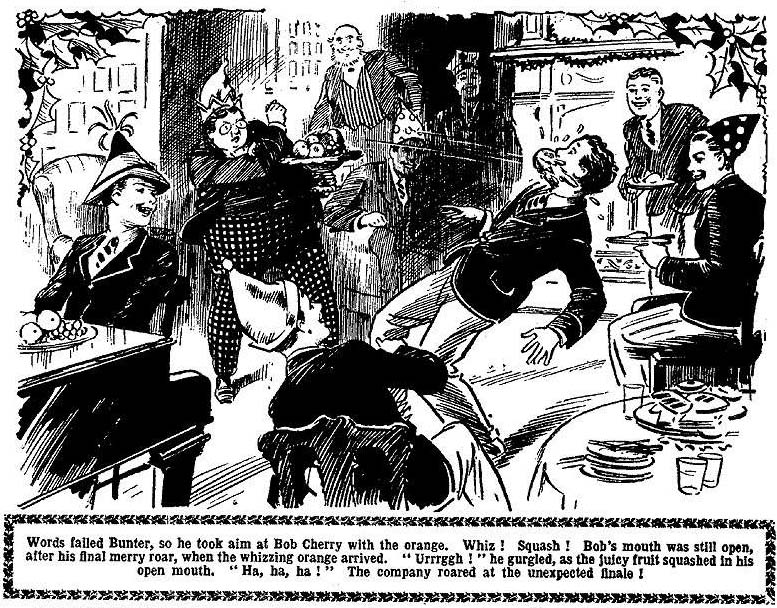 Words failed Bunter, so he took aim at Bob Cherry with the orange. Whiz ! Squash ! Bob's mouth was still open,
after his final merry roar, when the whizzing orange arrived. " Urrrggh ! " he gurgled, as the juicy fruit squashed in his
open mouth. " Ha, ha, ha ! " The company roared at the unexpected finale !